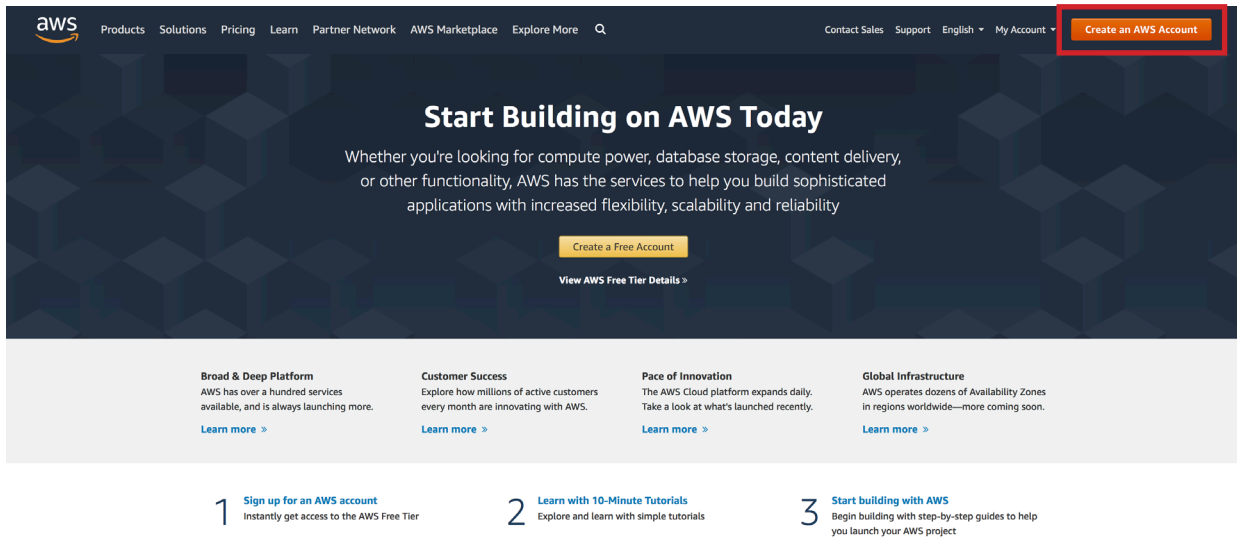 aws
Products Solutions Pricing Learn Partner Network AWS Marketplace Explore More
Contact Sales Support English My Account Create an AWS Account
Start Building on AWS Today
Whether you're looking for compute power, database storage, content delivery,
or other functionality, AWS has the services to help you build sophisticated
applications with increased flexibility, scalability and reliability
Create a Free Account
View AWS Free Tier Details »
Broad & Deep Platform
AWS has over a hundred services
available, and is always launching more.
Learn more »
Customer Success
Explore how millions of active customers
every month are innovating with AWS.
Learn more »
Pace of Innovation
The AWS Cloud platform expands daily.
Take a look at what's launched recently.
Learn more »
Global Infrastructure
AWS operates dozens of Availability Zones
in regions worldwide—more coming soon.
Learn more »
1
Sign up for an AWS account
Instantly get access to the AWS Free Tier
2
Learn with 10-Minute Tutorials
Explore and learn with simple tutorials
3
Start building with AWS
Begin building with step-by-step guides to help
you launch your AWS project